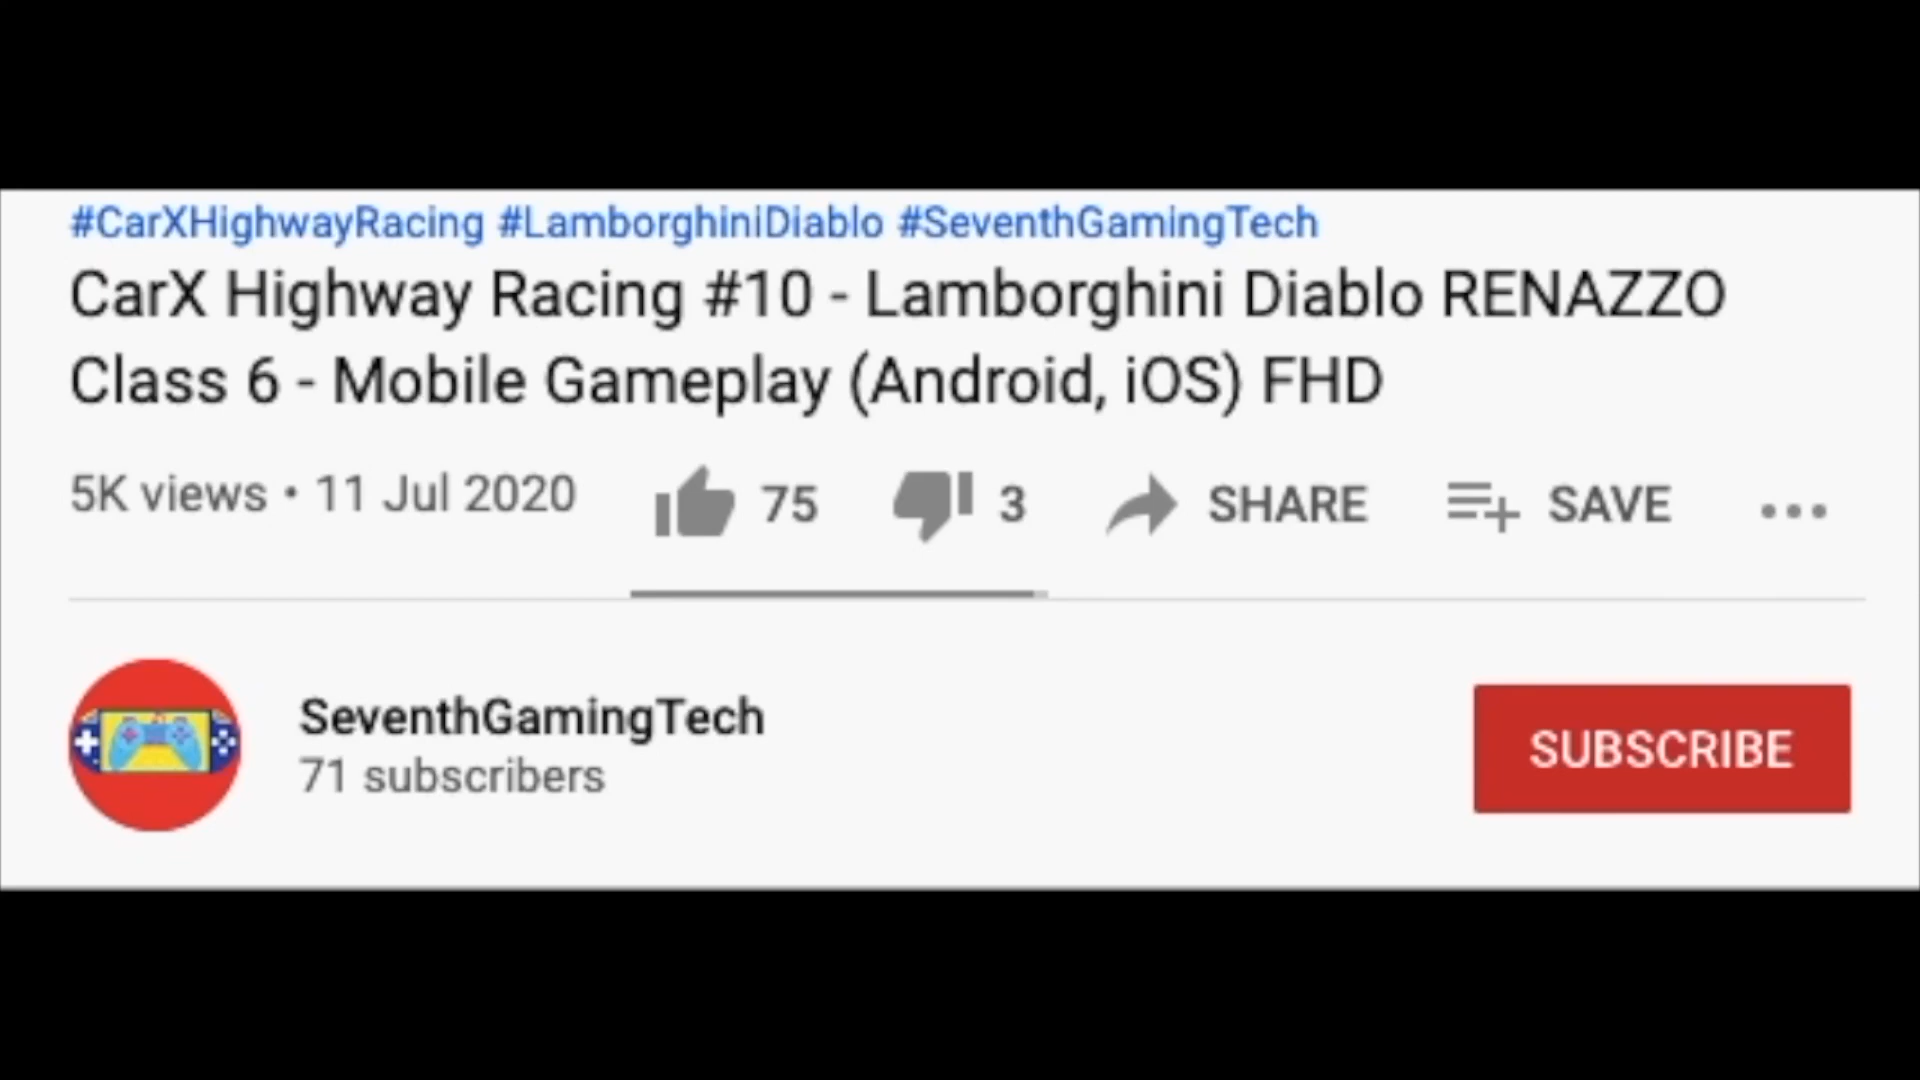 #CarXHighwayRacing #LamborghiniDiablo #SeventhGamingTech
CarX Highway Racing #10 - Lamborghini Diablo RENAZZO
Class 6 - Mobile Gameplay (Android, iOS) FHD
5K views • 11 Jul 2020 75 3 SHARE SAVE
SeventhGamingTech
71 subscribers
SUBSCRIBE